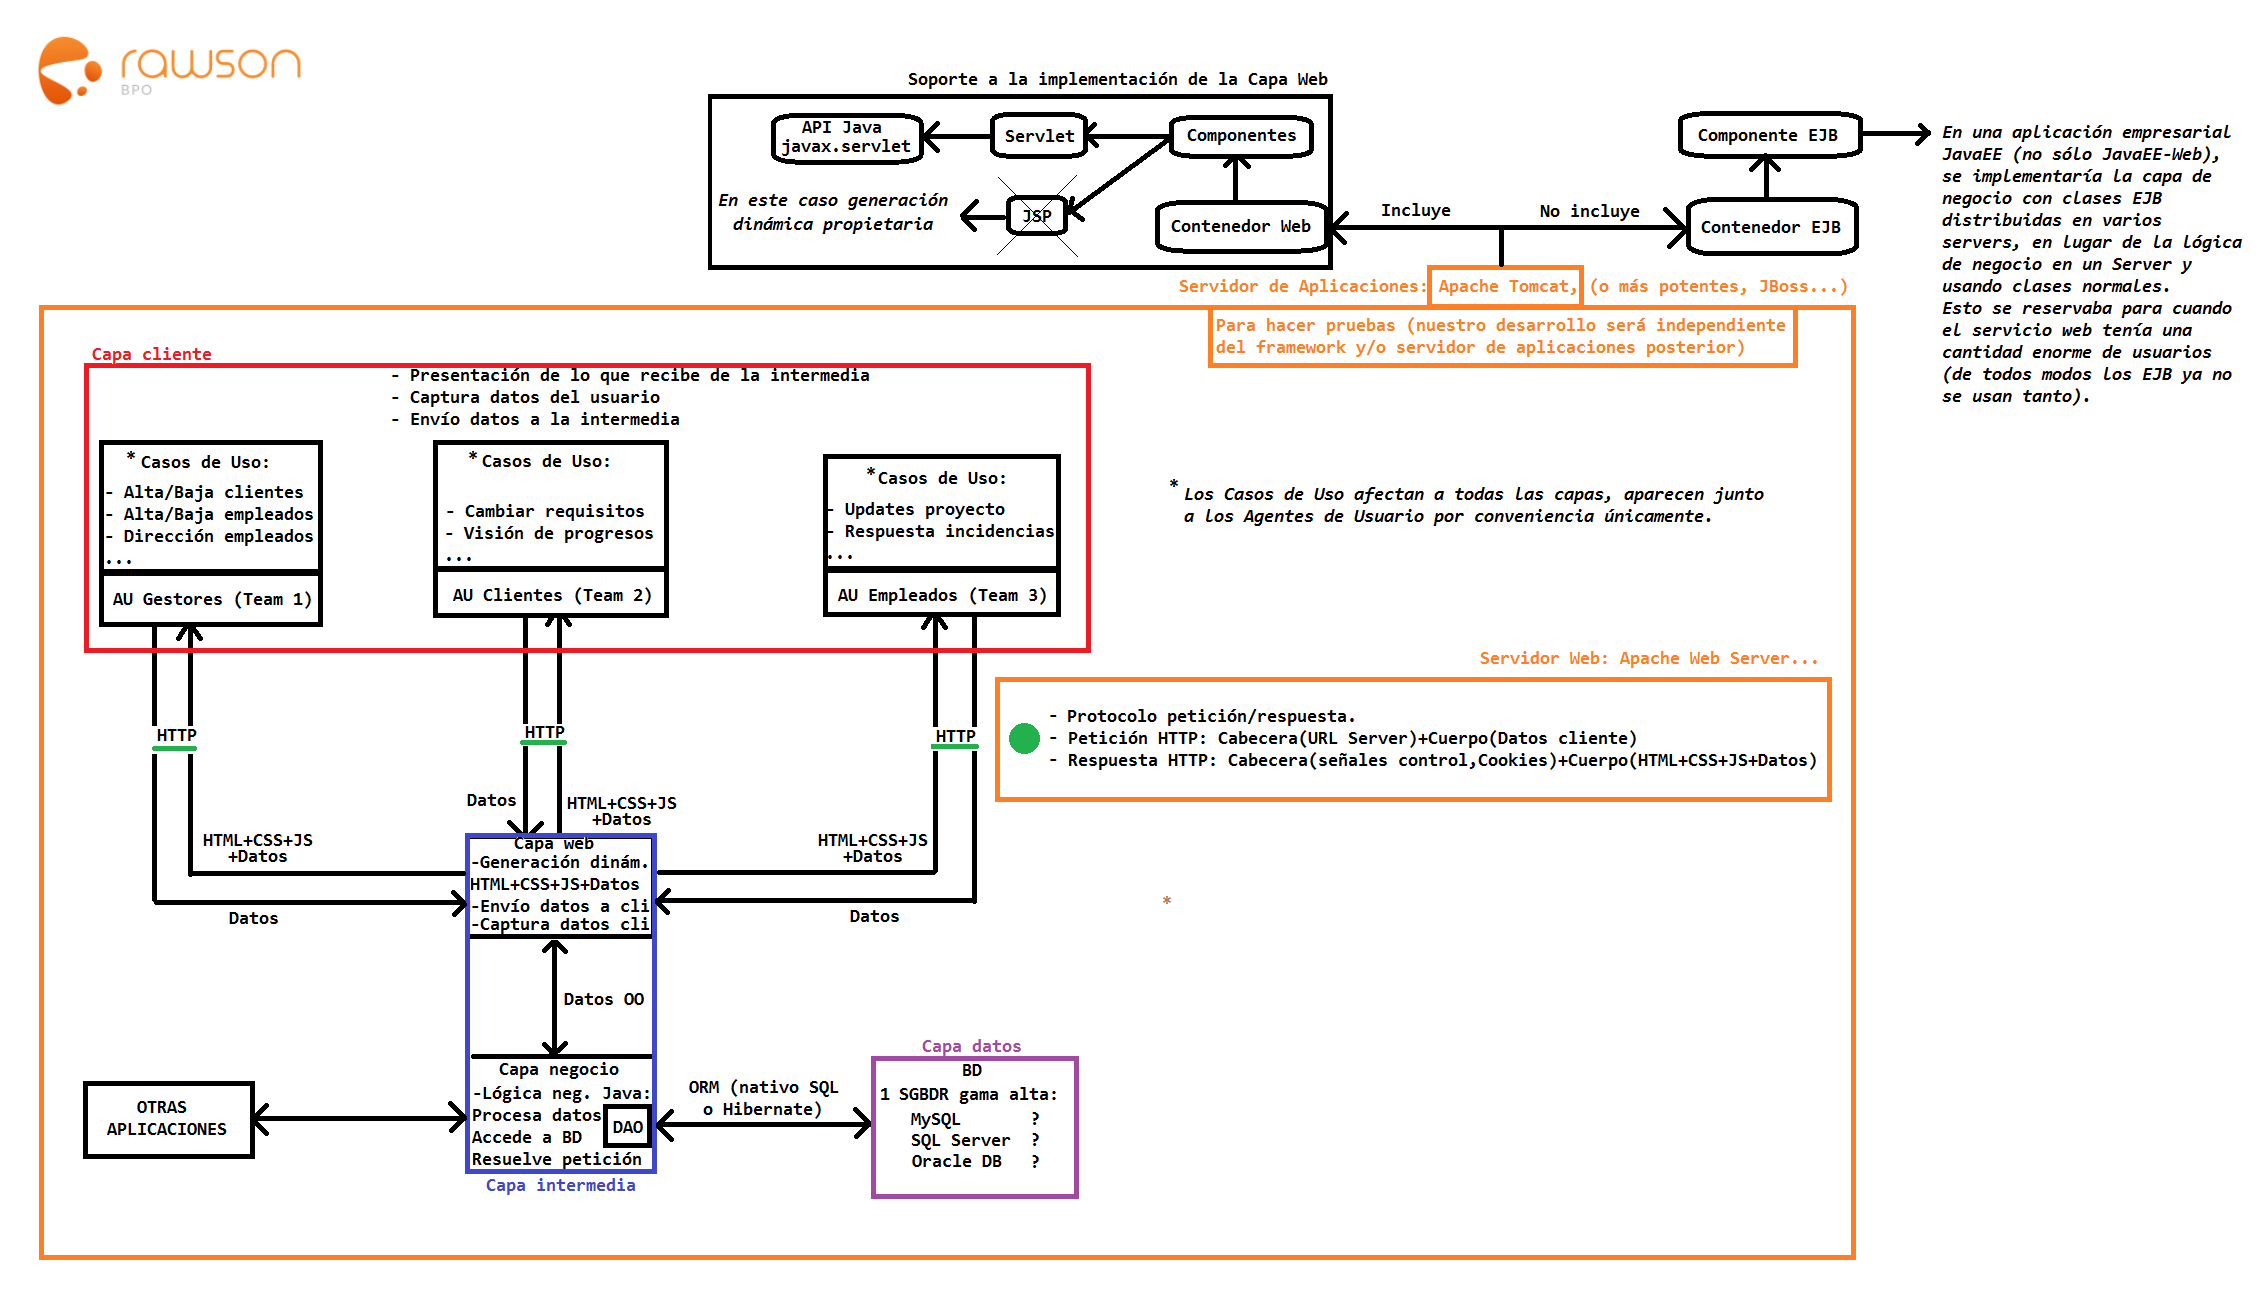 rawson
BPO
Soporte a la implementación de la Capa Web
API Java
javax.servlet
Servlet
Componentes
En este caso generación
dinámica propietaria
JSP
Contenedor Web
Incluye
No incluye
Componente EJB
Contenedor EJB
En una aplicación empresarial
JavaEE (no sólo JavaEE-Web),
se implementaría la capa de
negocio con clases EJB
distribuidas en varios
servers, en lugar de la lógica
de negocio en un Server y
usando clases normales.
Esto se reservaba para cuando
el servicio web tenía una
cantidad enorme de usuarios
(de todos modos los EJB ya no
se usan tanto).
Servidor de Aplicaciones: Apache Tomcat, (o más potentes, JBoss...)
Para hacer pruebas (nuestro desarrollo será independiente
del framework y/o servidor de aplicaciones posterior)
Capa cliente
- Presentación de lo que recibe de la intermedia
- Captura datos del usuario
- Envío datos a la intermedia
* Casos de Uso:
- Alta/Baja clientes
- Alta/Baja empleados
- Dirección empleados
...
AU Gestores (Team 1)
* Casos de Uso:
- Cambiar requisitos
- Visión de progresos
...
AU Clientes (Team 2)
* Casos de Uso:
- Updates proyecto
- Respuesta incidencias
...
AU Empleados (Team 3)
* Los Casos de Uso afectan a todas las capas, aparecen junto
a los Agentes de Usuario por conveniencia únicamente.
Servidor Web: Apache Web Server...
- Protocolo petición/respuesta.
- Petición HTTP: Cabecera(URL Server)+Cuerpo(Datos cliente)
- Respuesta HTTP: Cabecera(señales control,Cookies)+Cuerpo(HTML+CSS+JS+Datos)
HTTP
HTTP
HTTP
Datos
HTML+CSS+JS
+Datos
HTML+CSS+JS
+Datos
HTML+CSS+JS
+Datos
Datos
Datos
Capa web
-Generación dinám.
HTML+CSS+JS+Datos
-Envío datos a cli
-Captura datos cli
*
Datos OO
Capa negocio
-Lógica neg. Java:
Procesa datos
Accede a BD
Resuelve petición
DAO
Capa intermedia
OTRAS
APLICACIONES
ORM (nativo SQL
o Hibernate)
Capa datos
BD
1 SGBDR gama alta:
MySQL ?
SQL Server ?
Oracle DB ?